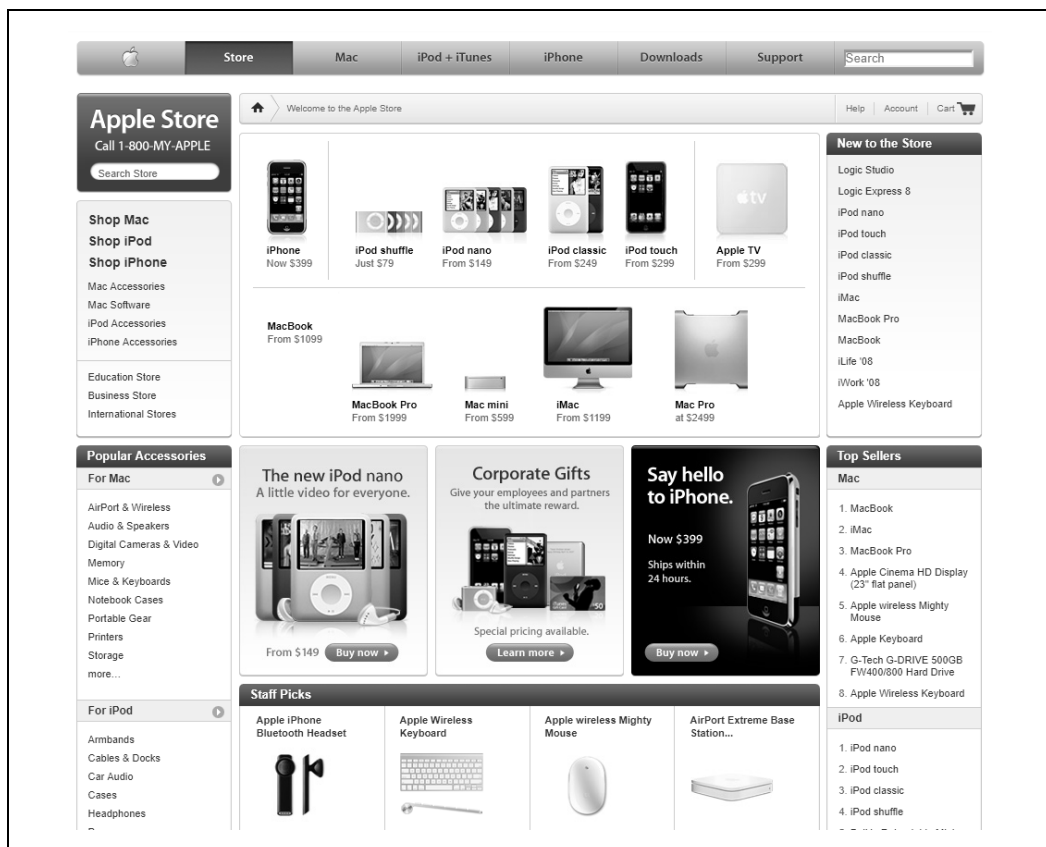 Store
Mac
iPod + iTunes
iPhone
Downloads
Support
Search
Apple Store
Call 1-800-MY-APPLE
Search Store
Welcome to the Apple Store
Help
Account
Cart
Shop Mac
Shop iPod
Shop iPhone
Mac Accessories
Mac Software
iPod Accessories
iPhone Accessories
Education Store
Business Store
International Stores
iPhone
Now $399
iPod shuffle
Just $79
iPod nano
From $149
iPod classic
From $249
iPod touch
From $299
tv
Apple TV
From $299
MacBook
From $1099
MacBook Pro
From $1999
Mac mini
From $599
iMac
From $1199
Mac Pro
at $2499
New to the Store
Logic Studio
Logic Express 8
iPod nano
iPod touch
iPod classic
iPod shuffle
iMac
MacBook Pro
MacBook
iLife '08
iWork '08
Apple Wireless Keyboard
Popular Accessories
For Mac
AirPort & Wireless
Audio & Speakers
Digital Cameras & Video
Memory
Mice & Keyboards
Notebook Cases
Portable Gear
Printers
Storage
more...
For iPod
Armbands
Cables & Docks
Car Audio
Cases
Headphones
The new iPod nano
A little video for everyone.
From $149
Buy now
Corporate Gifts
Give your employees and partners
the ultimate reward.
$50
Special pricing available.
Learn more
Say hello
to iPhone.
Now $399
Ships within
24 hours.
Buy now
Staff Picks
Apple iPhone
Bluetooth Headset
Apple Wireless
Keyboard
Apple wireless Mighty
Mouse
AirPort Extreme Base
Station...
Top Sellers
Mac
1. MacBook
2. iMac
3. MacBook Pro
4. Apple Cinema HD Display
(23" flat panel)
5. Apple wireless Mighty
Mouse
6. Apple Keyboard
7. G-Tech G-DRIVE 500GB
FW400/800 Hard Drive
8. Apple Wireless Keyboard
iPod
1. iPod nano
2. iPod touch
3. iPod classic
4. iPod shuffle